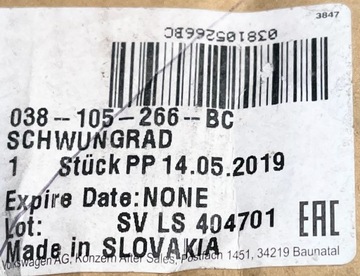 3847
038105266BC
038-105-266-BC
SCHWUNGRAD
1 Stück PP 14.05.2019
Expire Date: NONE
Lot: SV LS 404701
EAC
Made in SLOVAKIA
Volkswagen AG, Konzern After Sales, Postfach 1451, 34219 Baunatal